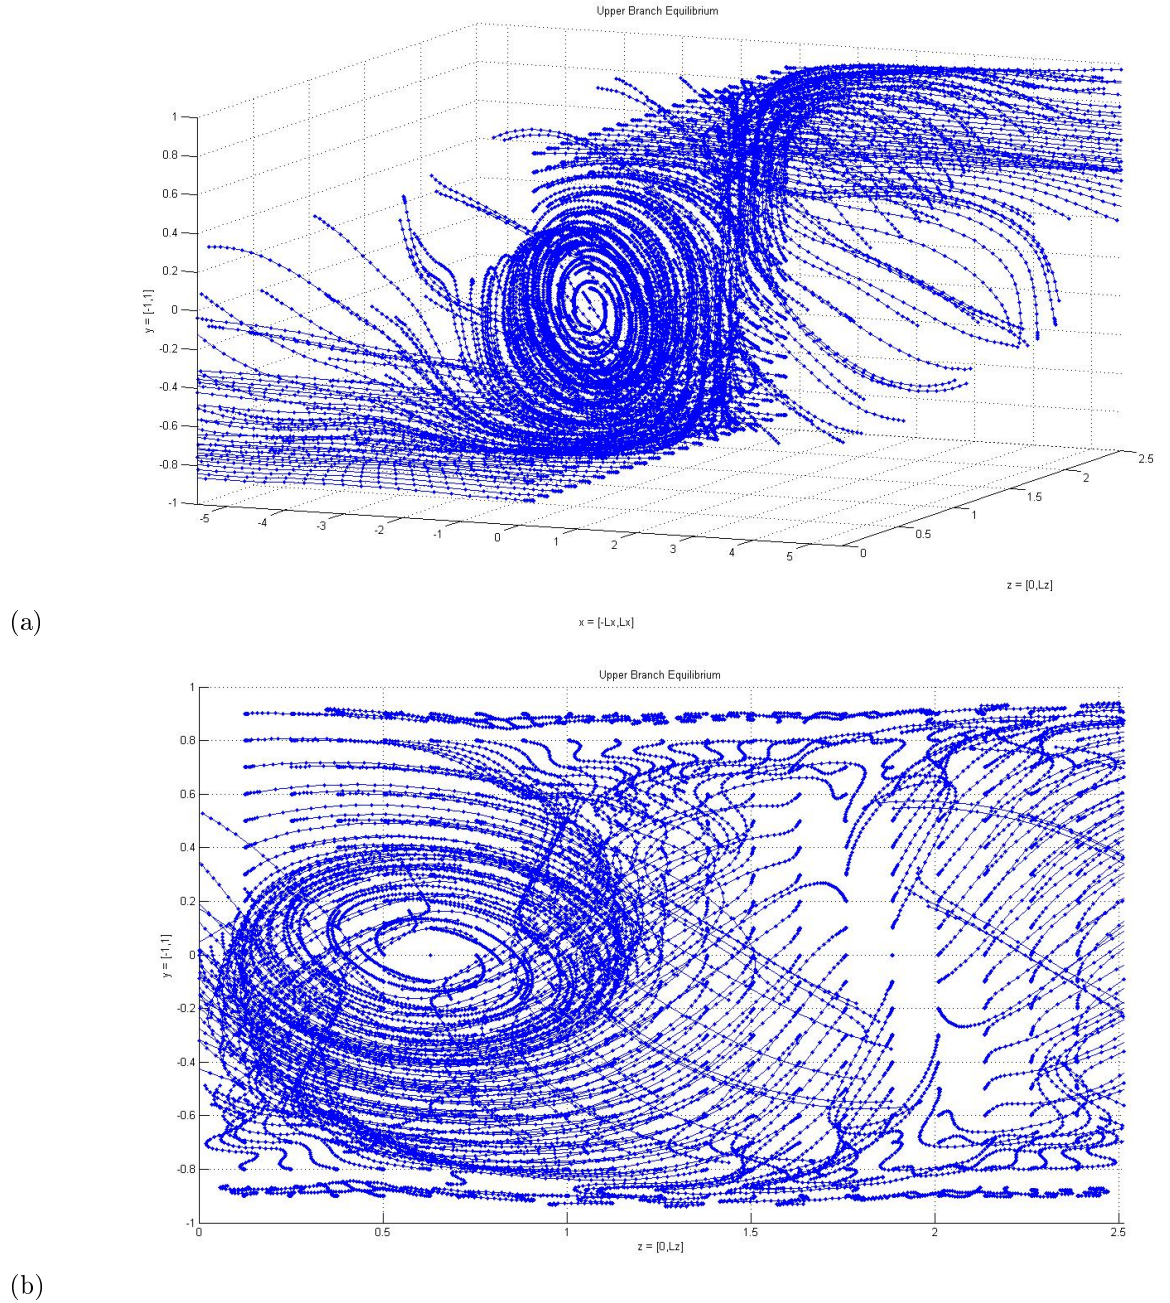 Upper Branch Equilibrium
1
0.8
0.6
0.4
0.2
0
-0.2
-0.4
-0.6
-0.8
-1
y = [-1,1]
-5 -4 -3 -2 -1 0 1 2 3 4 5
0 0.5 1 1.5 2 2.5
z = [0,Lz]
x = [-Lx,Lx]
(a)
Upper Branch Equilibrium
1
0.8
0.6
0.4
0.2
0
-0.2
-0.4
-0.6
-0.8
-1
y = [-1,1]
0 0.5 1 1.5 2 2.5
z = [0,Lz]
(b)